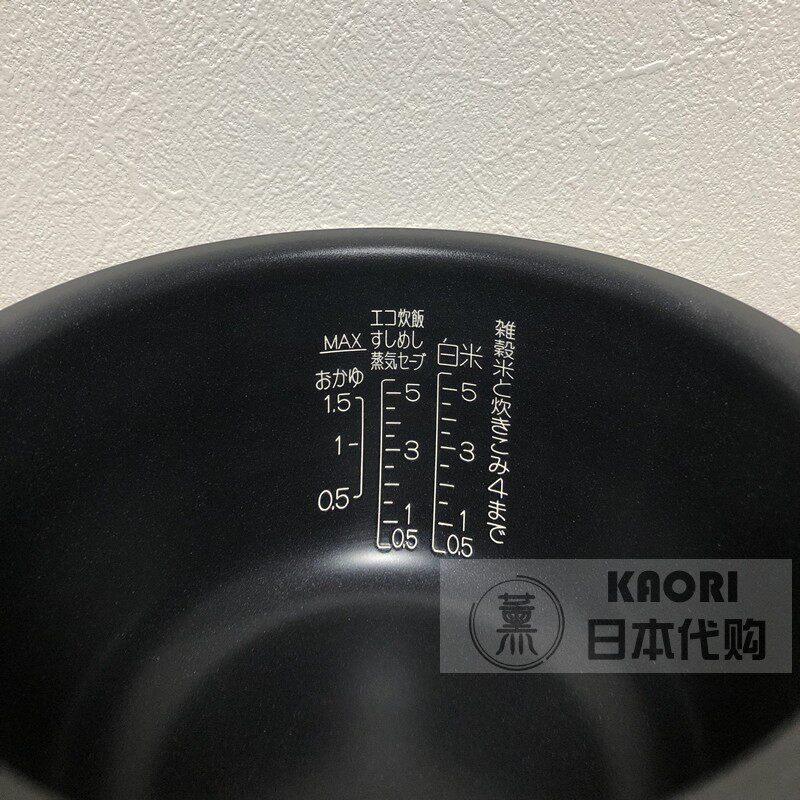 MAX
おかゆ
1.5
1
0.5
エコ炊飯
すしめし
蒸気セーブ
5
3
1
0.5
白米
5
3
1
0.5
雑穀米と炊きこみ4まで
薫
KAORI
日本代购